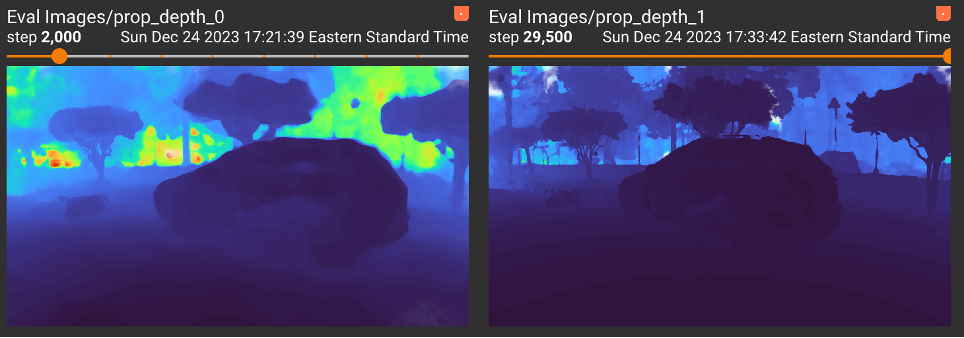 Eval Images/prop_depth_0
step 2,000 Sun Dec 24 2023 17:21:39 Eastern Standard Time
Eval Images/prop_depth_1
step 29,500 Sun Dec 24 2023 17:33:42 Eastern Standard Time